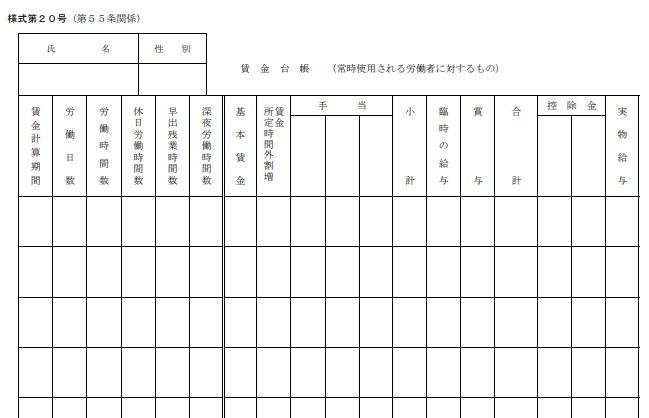 様式第２０号（第５５条関係）
氏名
性別
賃金台帳　（常時使用される労働者に対するもの）
賃金計算期間
労働日数
労働時間数
休日労働時間数
早出残業時間数
深夜労働時間数
基本賃金
所定時間外割増賃金
手当
小計
臨時の給与
賞与
合計
控除金
実物給与